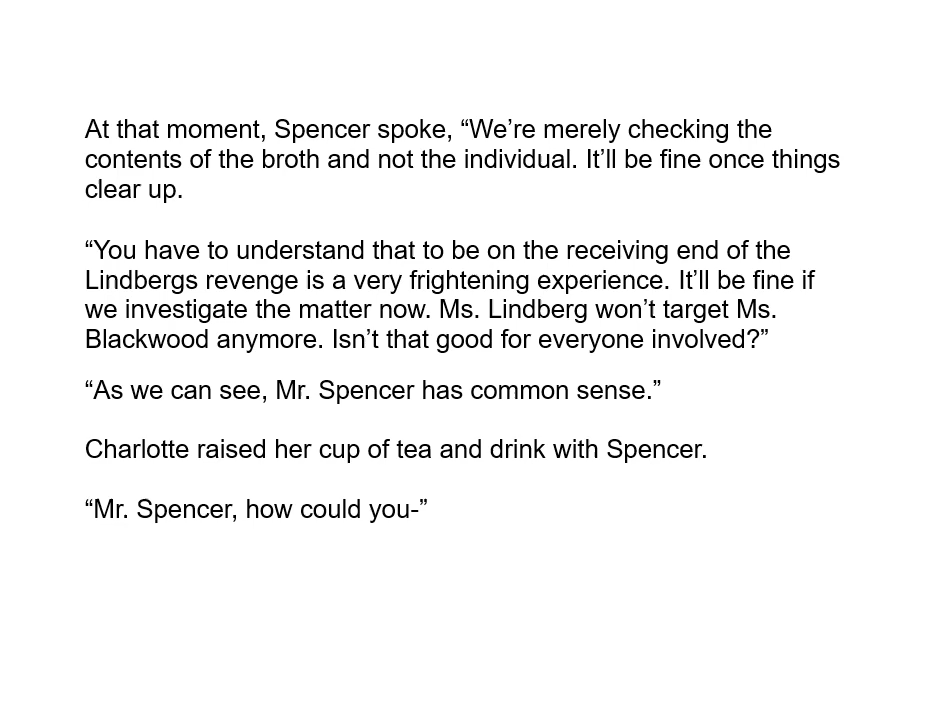 At that moment, Spencer spoke, “We’re merely checking the
contents of the broth and not the individual. It’ll be fine once things
clear up.
“You have to understand that to be on the receiving end of the
Lindbergs revenge is a very frightening experience. It’ll be fine if
we investigate the matter now. Ms. Lindberg won’t target Ms.
Blackwood anymore. Isn’t that good for everyone involved?”
“As we can see, Mr. Spencer has common sense.”
Charlotte raised her cup of tea and drink with Spencer.
“Mr. Spencer, how could you-”